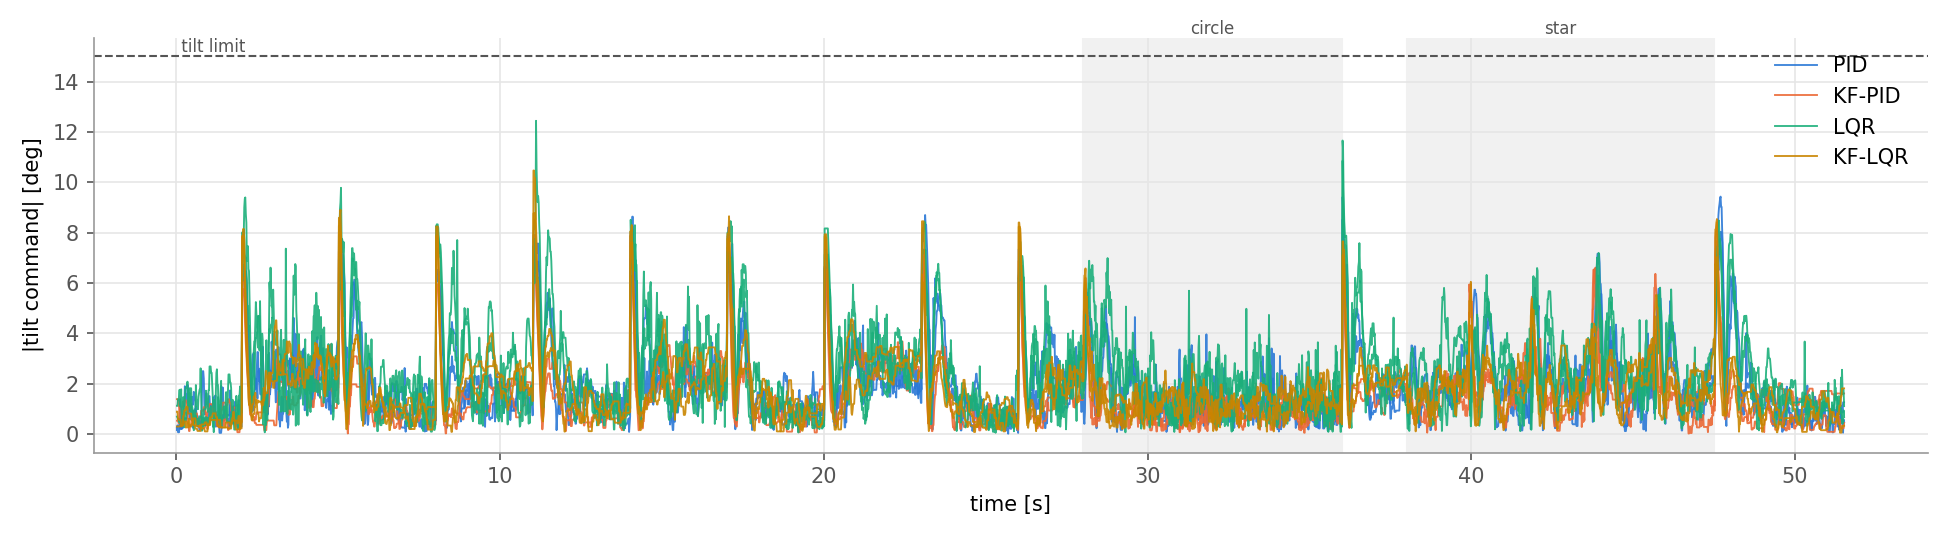 circle
star
tilt limit
PID
KF-PID
LQR
KF-LQR
14
12
10
8
6
4
2
0
|tilt command| [deg]
0
10
20
30
40
50
time [s]